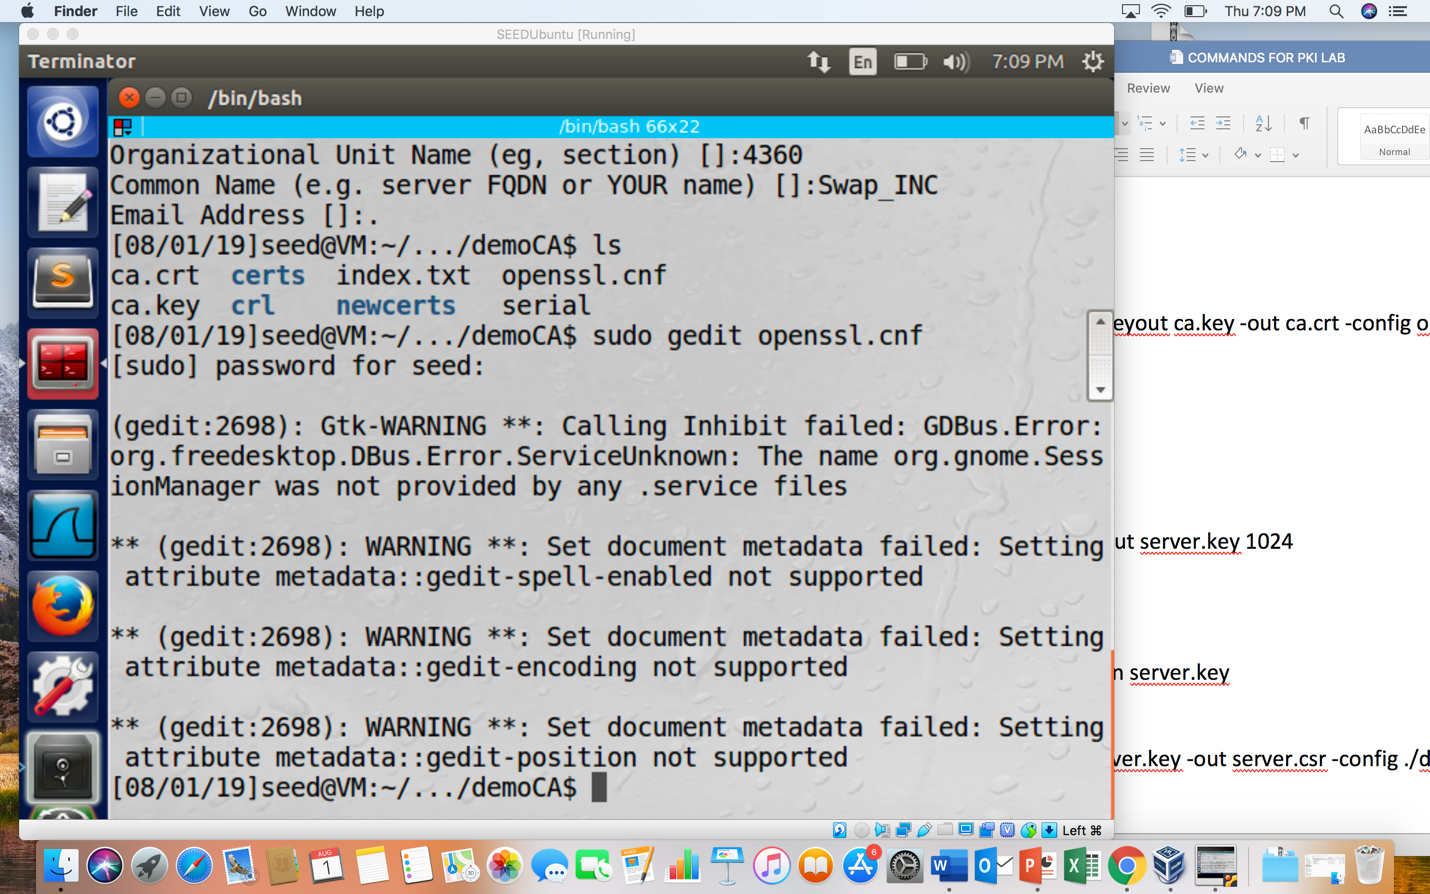 Finder File Edit View Go Window Help Thu 7:09 PM
SEEDUbuntu [Running]
Terminator En 7:09 PM
COMMANDS FOR PKI LAB
/bin/bash
Review View
/bin/bash 66x22
AaBbCcDdEe
Normal
Organizational Unit Name (eg, section) []:4360
Common Name (e.g. server FQDN or YOUR name) []:Swap_INC
Email Address []:.
[08/01/19]seed@VM:~/.../demoCA$ ls
ca.crt certs index.txt openssl.cnf
ca.key crl newcerts serial
[08/01/19]seed@VM:~/.../demoCA$ sudo gedit openssl.cnf
[sudo] password for seed:
(gedit:2698): Gtk-WARNING **: Calling Inhibit failed: GDBus.Error:
org.freedesktop.DBus.Error.ServiceUnknown: The name org.gnome.Sess
ionManager was not provided by any .service files
** (gedit:2698): WARNING **: Set document metadata failed: Setting
attribute metadata::gedit-spell-enabled not supported
** (gedit:2698): WARNING **: Set document metadata failed: Setting
attribute metadata::gedit-encoding not supported
** (gedit:2698): WARNING **: Set document metadata failed: Setting
attribute metadata::gedit-position not supported
[08/01/19]seed@VM:~/.../demoCA$
eyout ca.key -out ca.crt -config o
ut server.key 1024
n server.key
ver.key -out server.csr -config ./d
Left ⌘
AUG
1
6